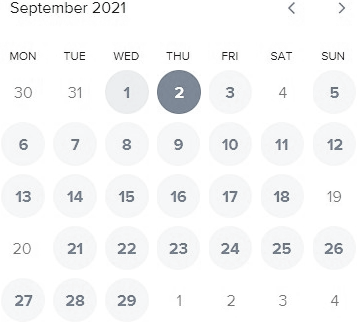 September 2021
MON TUE WED THU FRI SAT SUN
30 31 1 2 3 4 5
6 7 8 9 10 11 12
13 14 15 16 17 18 19
20 21 22 23 24 25 26
27 28 29 1 2 3 4